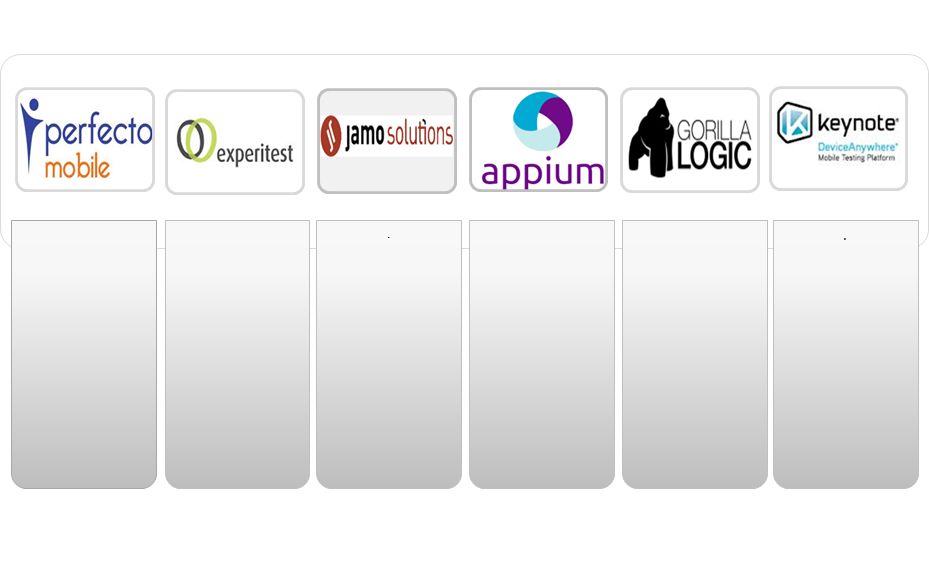 perfecto
mobile
experitest
jamo solutions
appium
GORILLA
LOGIC
keynote®
DeviceAnywhere®
Mobile Testing Platform